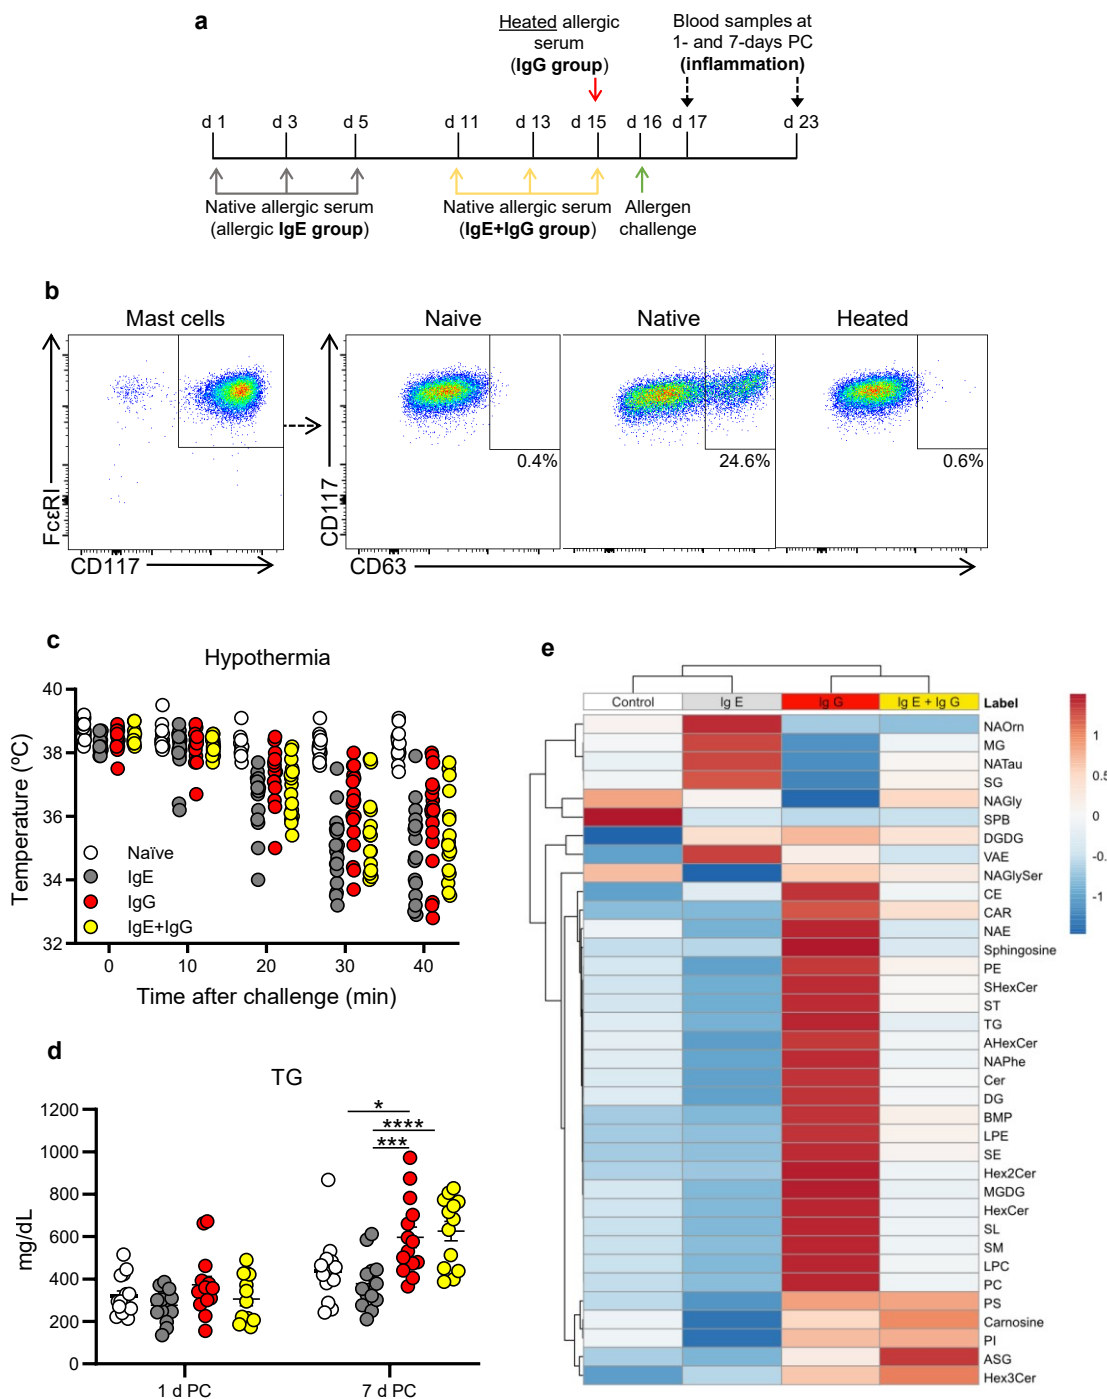 a
Heated allergic
serum
(IgG group)
Blood samples at
1- and 7-days PC
(inflammation)
d 1
d 3
d 5
d 11
d 13
d 15
d 16
d 17
d 23
Native allergic serum
(allergic IgE group)
Native allergic serum
(IgE+IgG group)
Allergen
challenge
b
Mast cells
Naive
Native
Heated
FcεRI
CD117
CD117
0.4%
24.6%
0.6%
CD63
c
Hypothermia
Temperature (ºC)
40
38
36
34
32
Naïve
IgE
IgG
IgE+IgG
0
10
20
30
40
Time after challenge (min)
d
TG
mg/dL
1200
1000
800
600
400
200
0
*
****
***
1 d PC
7 d PC
e
Control
Ig E
Ig G
Ig E + Ig G
Label
NAOrn
MG
NATau
SG
NAGly
SPB
DGDG
VAE
NAGlySer
CE
CAR
NAE
Sphingosine
PE
SHexCer
ST
TG
AHexCer
NAPhe
Cer
DG
BMP
LPE
SE
Hex2Cer
MGDG
HexCer
SL
SM
LPC
PC
PS
Carnosine
PI
ASG
Hex3Cer
1
0.5
0
-0.5
-1